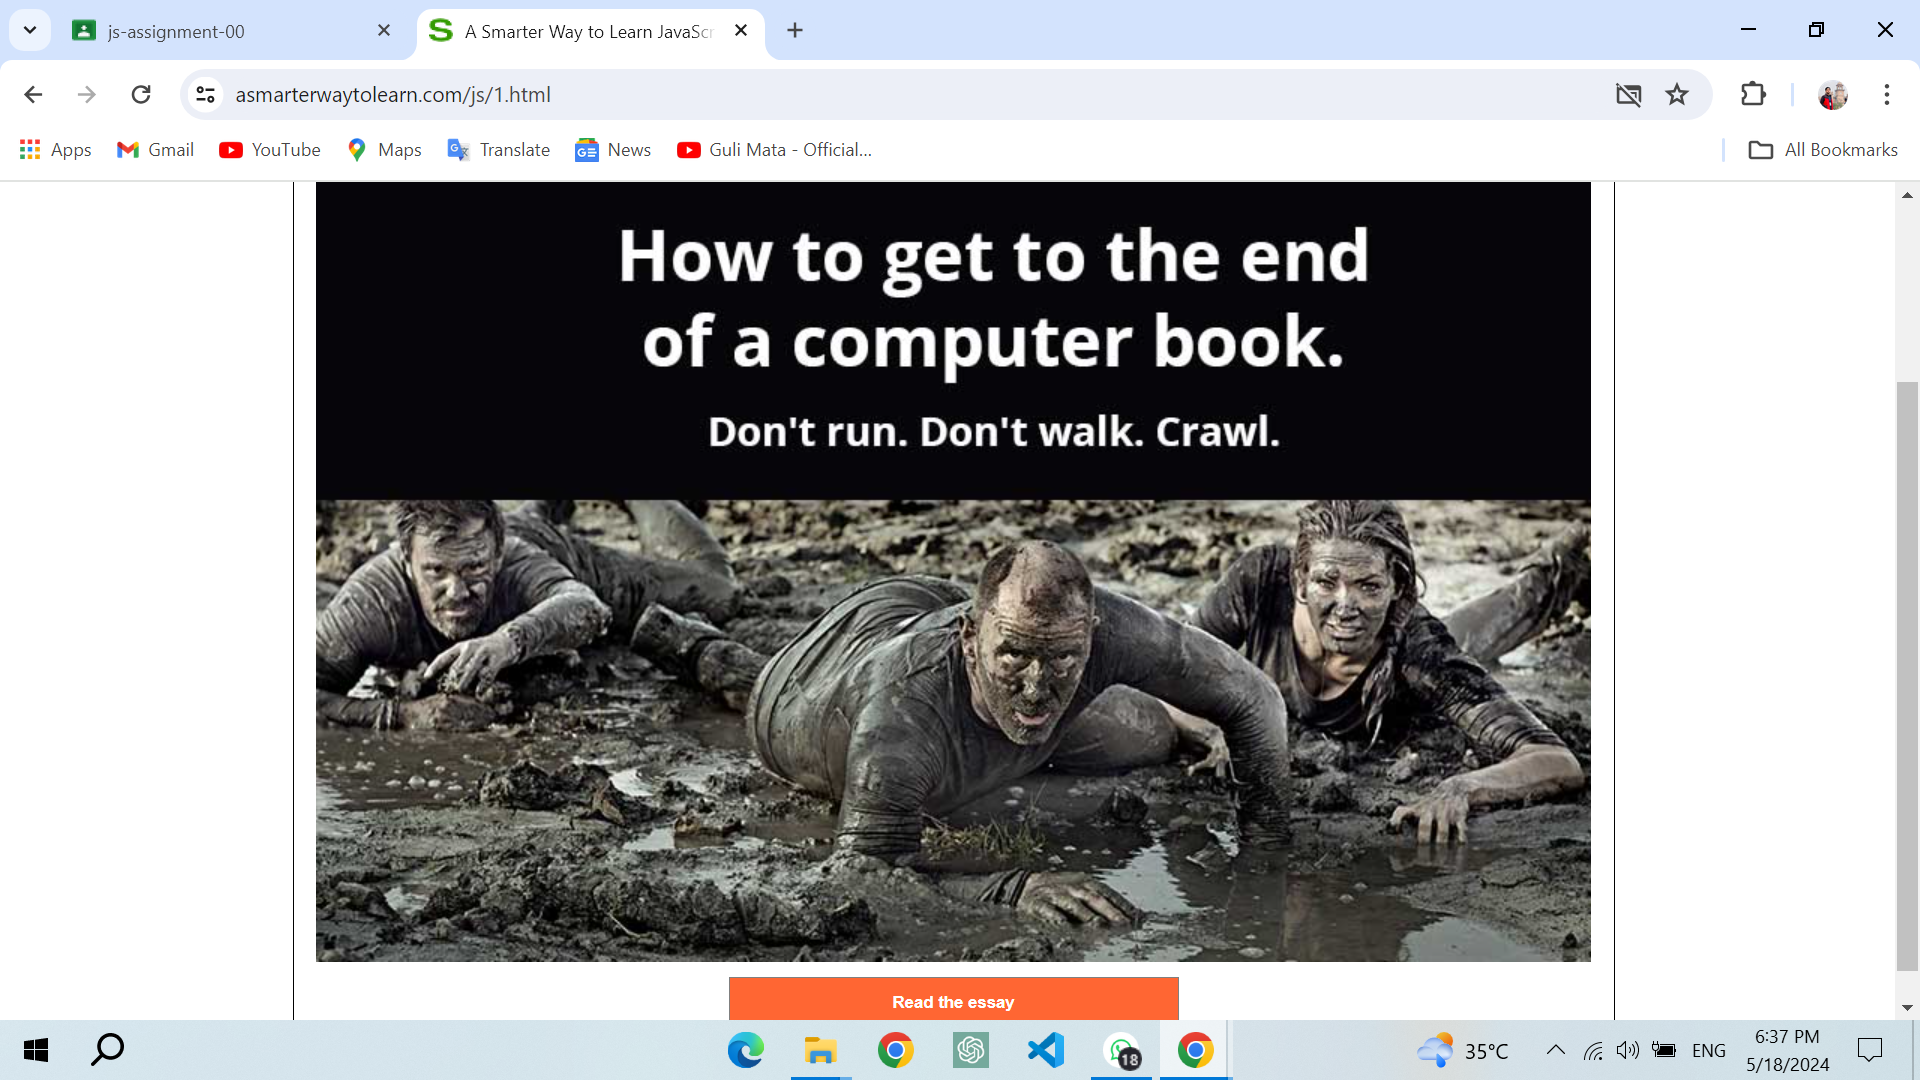 js-assignment-00
A Smarter Way to Learn JavaScr
asmarterwaytolearn.com/js/1.html
Apps
Gmail
YouTube
Maps
Translate
News
Guli Mata - Official...
All Bookmarks
How to get to the end
of a computer book.
Don't run. Don't walk. Crawl.
Read the essay
18
35°C
ENG
6:37 PM
5/18/2024